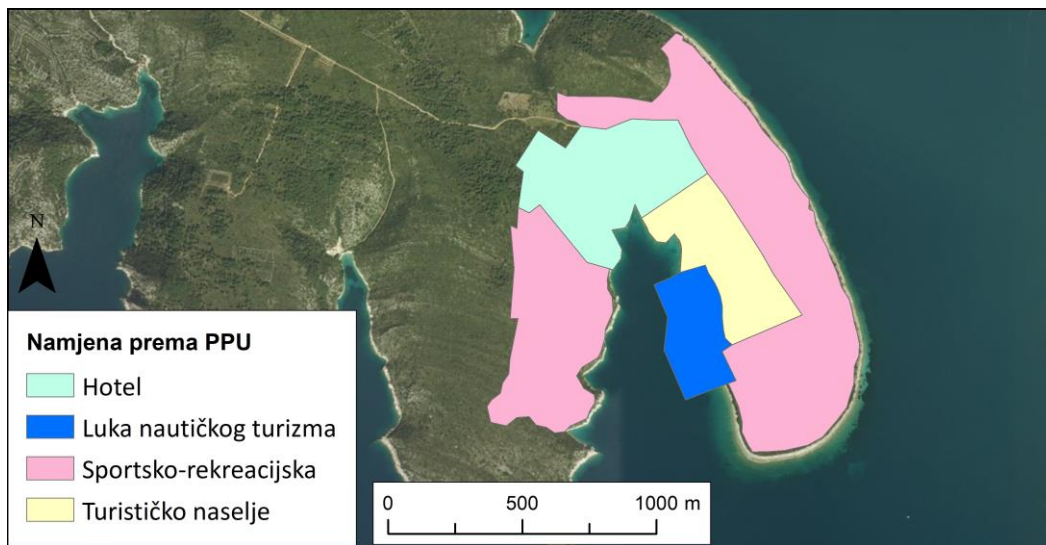 N
Namjena prema PPU
Hotel
Luka nautičkog turizma
Sportsko-rekreacijska
Turističko naselje
0 500 1000 m